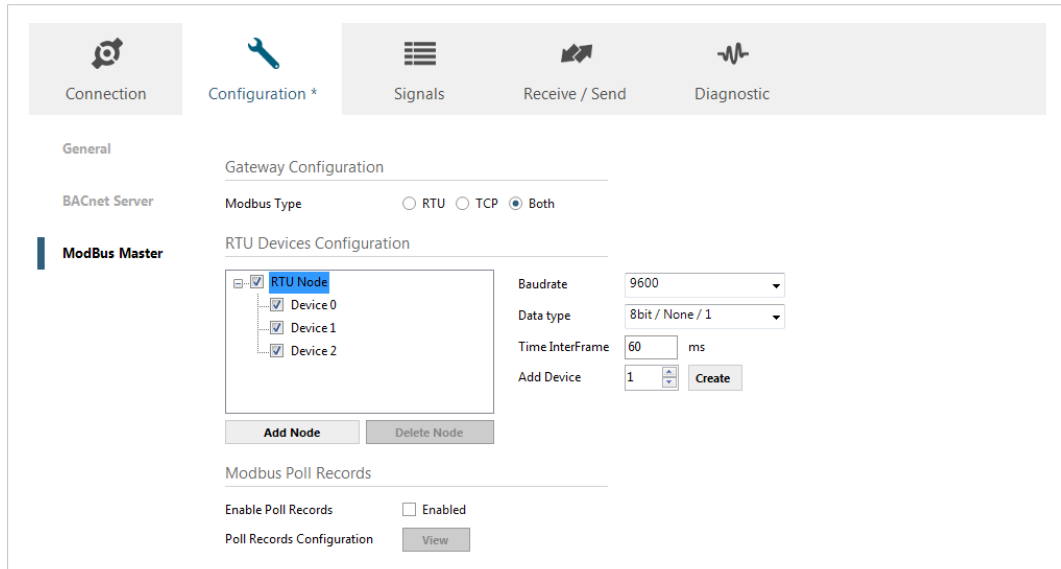 Connection
Configuration *
Signals
Receive / Send
Diagnostic
General
BACnet Server
ModBus Master
Gateway Configuration
Modbus Type RTU TCP Both
RTU Devices Configuration
RTU Node
Device 0
Device 1
Device 2
Baudrate 9600
Data type 8bit / None / 1
Time InterFrame 60 ms
Add Device 1 Create
Add Node Delete Node
Modbus Poll Records
Enable Poll Records Enabled
Poll Records Configuration View